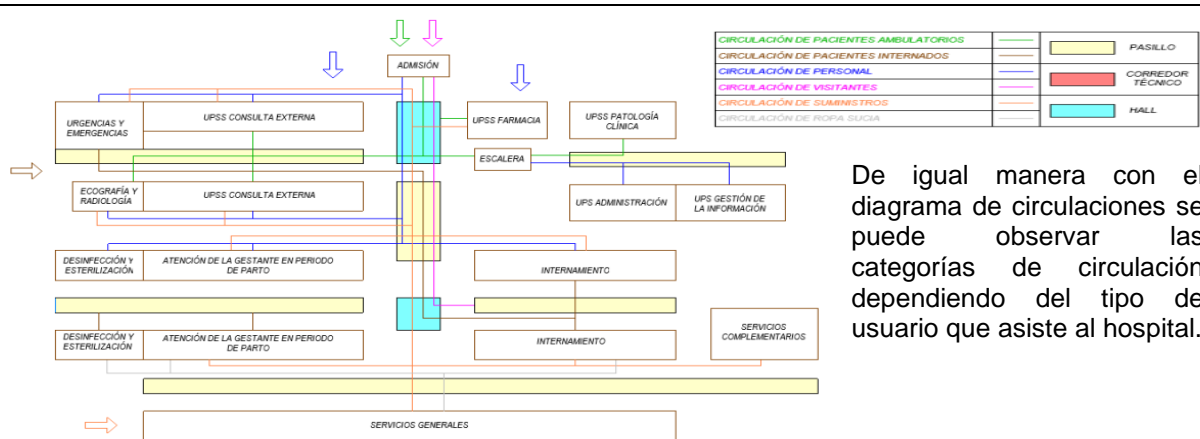 ADMISIÓN
URGENCIAS Y
EMERGENCIAS
UPSS CONSULTA EXTERNA
UPSS FARMACIA
UPSS PATOLOGÍA
CLÍNICA
ESCALERA
ECOGRAFÍA Y
RADIOLOGÍA
UPSS CONSULTA EXTERNA
UPS ADMINISTRACIÓN
UPS GESTIÓN DE
LA INFORMACIÓN
DESINFECCIÓN Y
ESTERILIZACIÓN
ATENCIÓN DE LA GESTANTE EN PERIODO
DE PARTO
INTERNAMIENTO
DESINFECCIÓN Y
ESTERILIZACIÓN
ATENCIÓN DE LA GESTANTE EN PERIODO
DE PARTO
INTERNAMIENTO
SERVICIOS
COMPLEMENTARIOS
SERVICIOS GENERALES
CIRCULACIÓN DE PACIENTES AMBULATORIOS
CIRCULACIÓN DE PACIENTES INTERNADOS
CIRCULACIÓN DE PERSONAL
CIRCULACIÓN DE VISITANTES
CIRCULACIÓN DE SUMINISTROS
CIRCULACIÓN DE ROPA SUCIA
PASILLO
CORREDOR
TÉCNICO
HALL
De igual manera con el
diagrama de circulaciones se
puede observar las
categorías de circulación
dependiendo del tipo de
usuario que asiste al hospital.